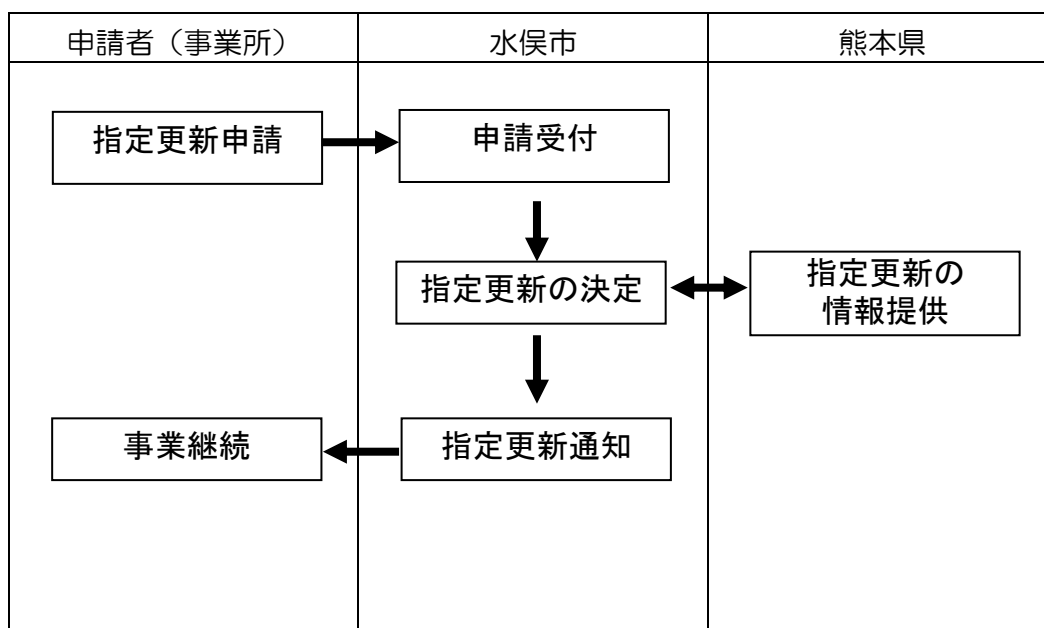 申請者（事業所）
水俣市
熊本県
指定更新申請
申請受付
指定更新の決定
指定更新の
情報提供
事業継続
指定更新通知